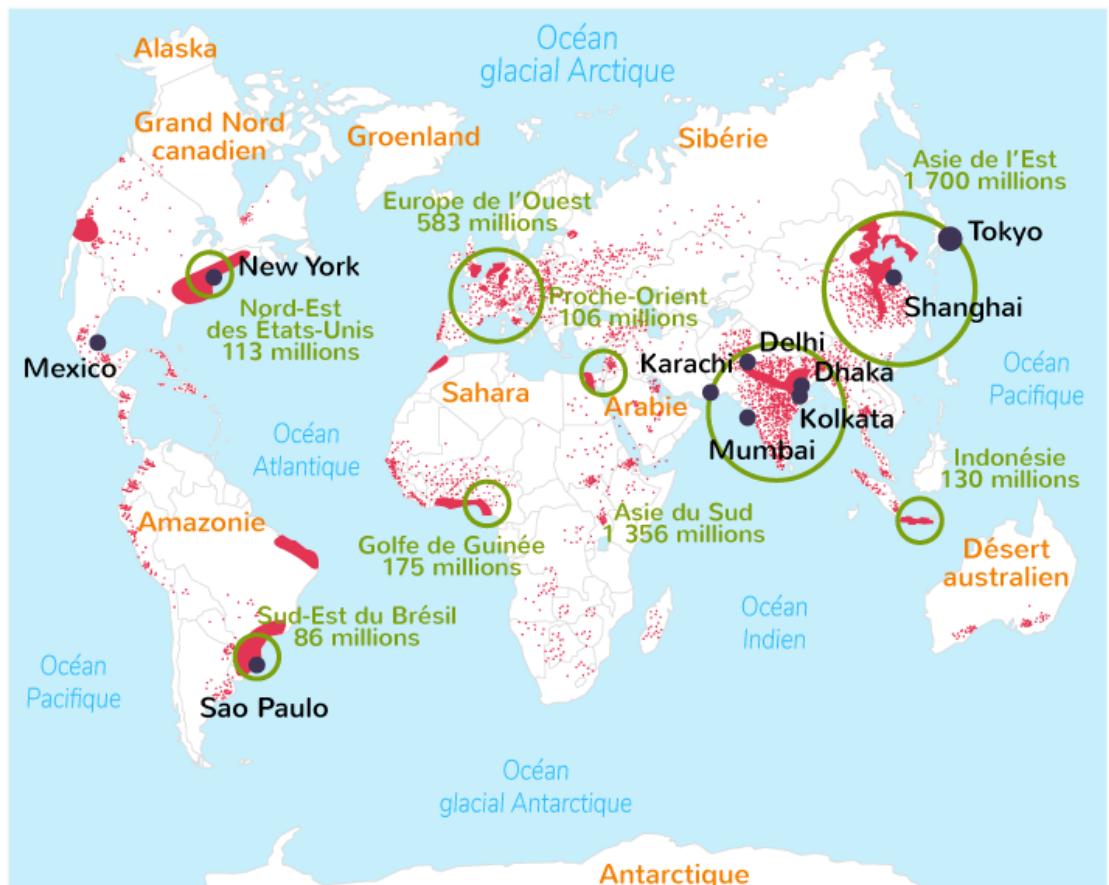 Océan
glacial Arctique
Alaska
Grand Nord
canadien
Groenland
Sibérie
Asie de l'Est
1 700 millions
Europe de l'Ouest
583 millions
Tokyo
New York
Proche-Orient
106 millions
Shanghai
Nord-Est
des États-Unis
113 millions
Delhi
Karachi
Dhaka
Mexico
Sahara
Arabie
Kolkata
Océan
Pacifique
Mumbai
Océan
Atlantique
Indonésie
130 millions
Amazonie
Asie du Sud
1 356 millions
Golfe de Guinée
175 millions
Désert
australien
Sud-Est du Brésil
86 millions
Océan
Indien
Océan
Pacifique
Sao Paulo
Océan
glacial Antarctique
Antarctique